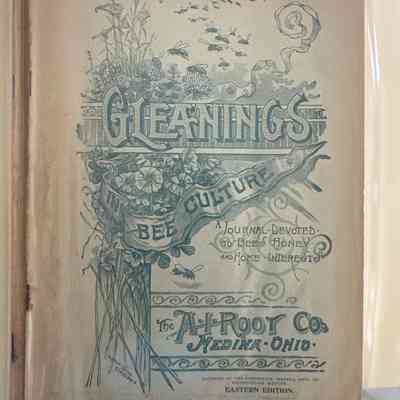 GLEANINGS
IN
BEE CULTURE
A JOURNAL DEVOTED
TO BEES HONEY
AND HOME INTERESTS
The A·I·ROOT Co.
MEDINA·OHIO.
EASTERN EDITION.